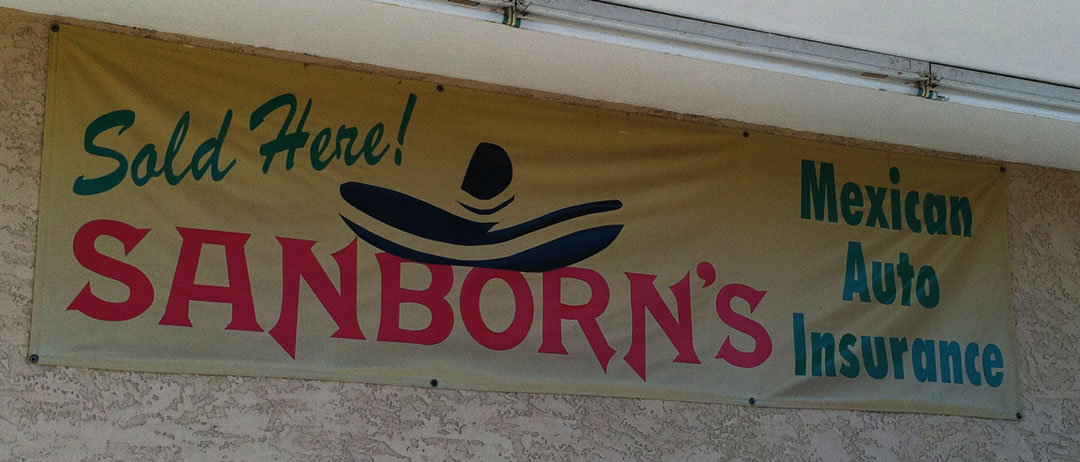 Sold Here!
SANBORN'S
Mexican
Auto
Insurance